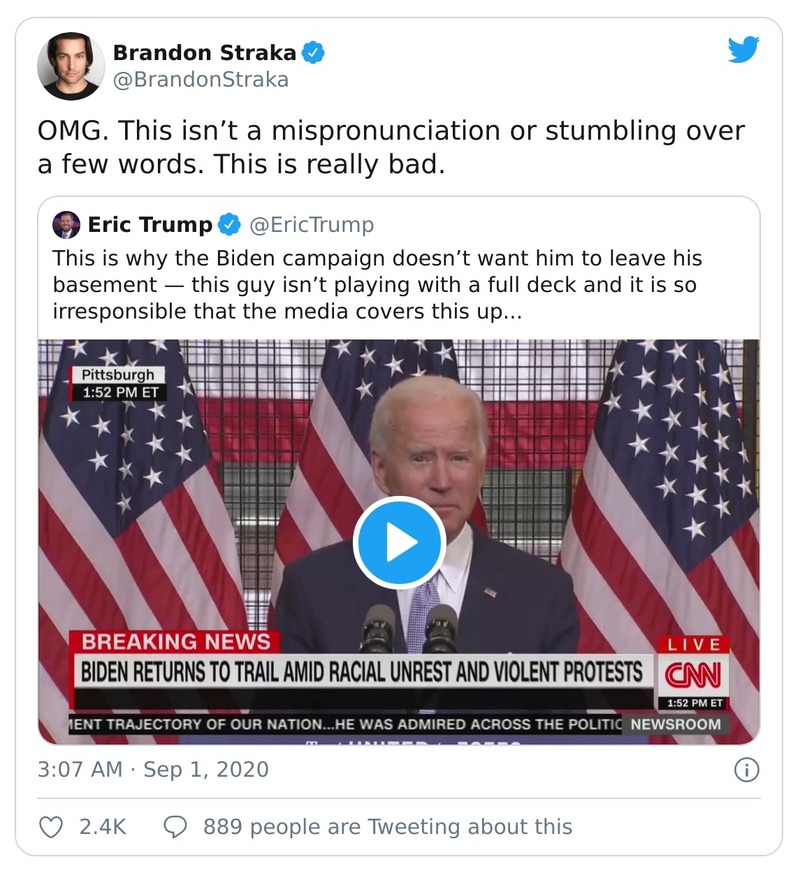 Brandon Straka
@BrandonStraka
OMG. This isn’t a mispronunciation or stumbling over
a few words. This is really bad.
Eric Trump @EricTrump
This is why the Biden campaign doesn’t want him to leave his
basement — this guy isn’t playing with a full deck and it is so
irresponsible that the media covers this up...
Pittsburgh
1:52 PM ET
BREAKING NEWS
LIVE
BIDEN RETURNS TO TRAIL AMID RACIAL UNREST AND VIOLENT PROTESTS
CNN
1:52 PM ET
TRAJECTORY OF OUR NATION...HE WAS ADMIRED ACROSS THE
NEWSROOM
3:07 AM · Sep 1, 2020
2.4K 889 people are Tweeting about this